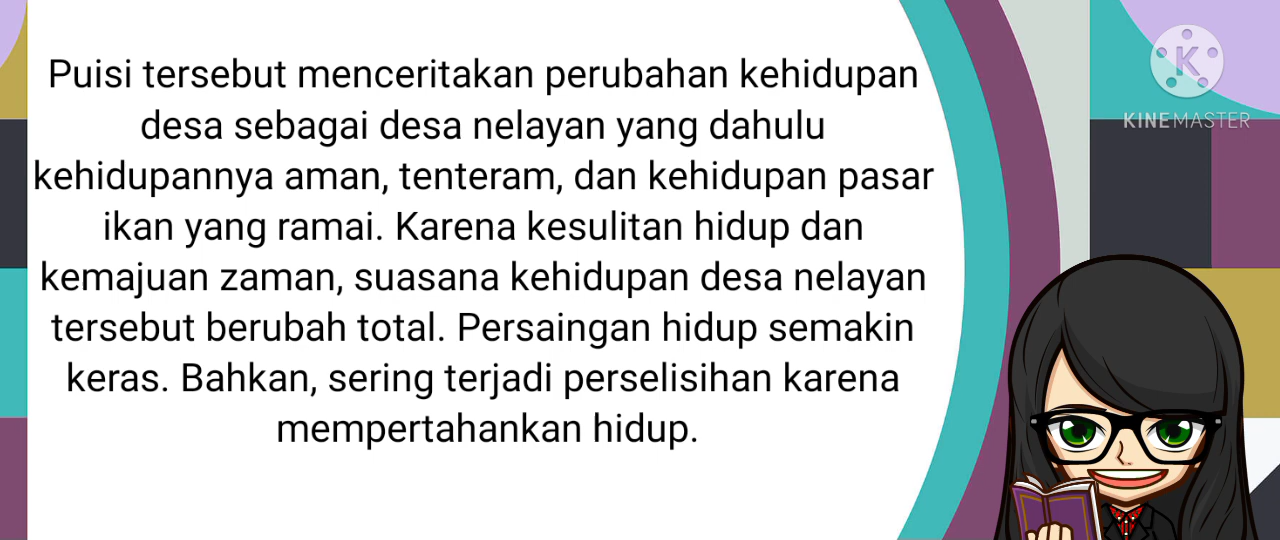 Puisi tersebut menceritakan perubahan kehidupan
desa sebagai desa nelayan yang dahulu
kehidupannya aman, tenteram, dan kehidupan pasar
ikan yang ramai. Karena kesulitan hidup dan
kemajuan zaman, suasana kehidupan desa nelayan
tersebut berubah total. Persaingan hidup semakin
keras. Bahkan, sering terjadi perselisihan karena
mempertahankan hidup.
K
KINEMASTER